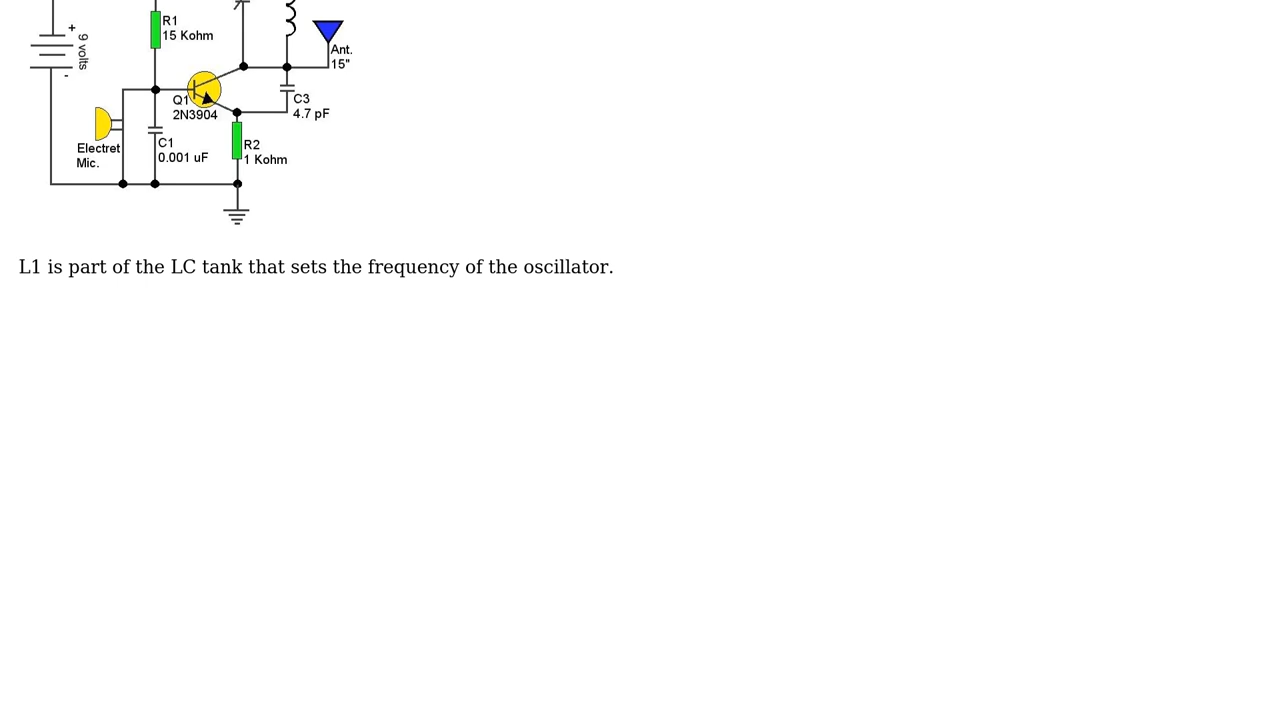 R1
15 Kohm
+
9 volts
-
Ant.
15"
Q1
2N3904
C3
4.7 pF
Electret
Mic.
C1
0.001 uF
R2
1 Kohm
L1 is part of the LC tank that sets the frequency of the oscillator.